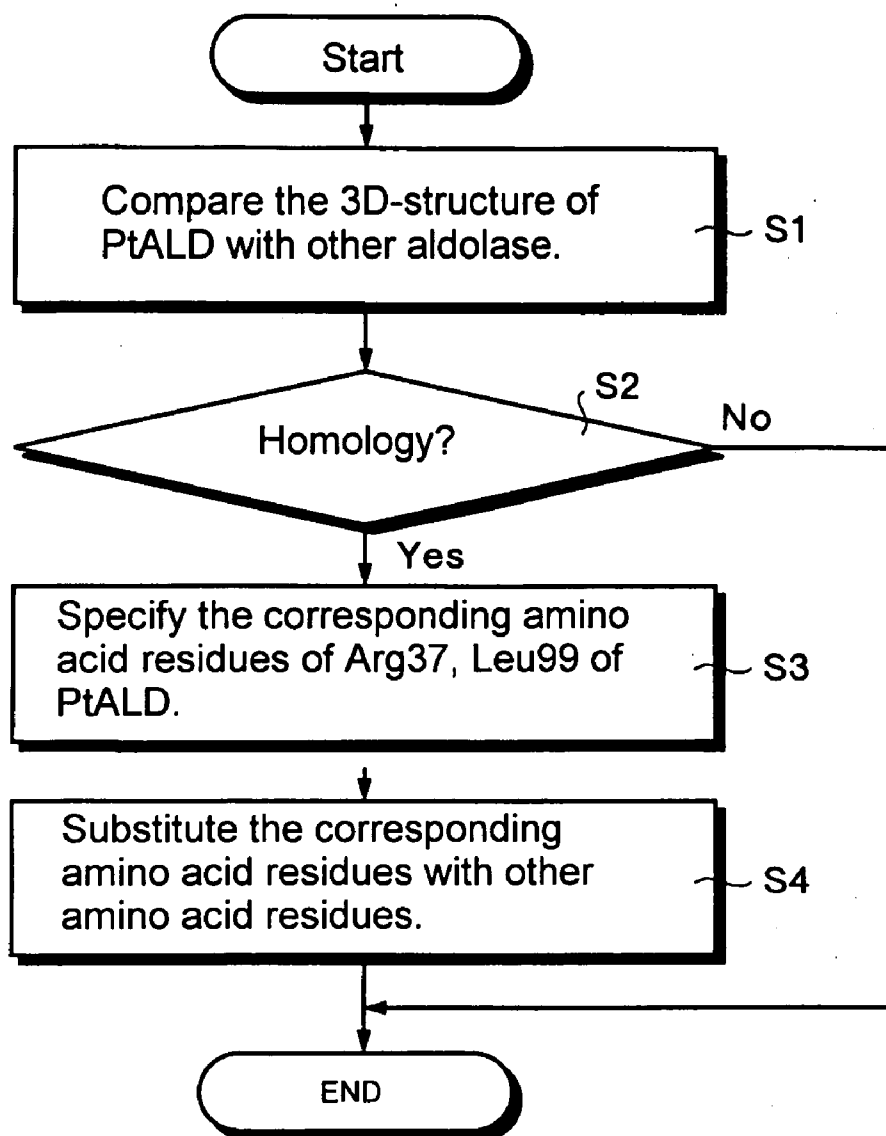 Start
Compare the 3D-structure of
PtALD with other aldolase.
S1
S2
Homology?
No
Yes
Specify the corresponding amino
acid residues of Arg37, Leu99 of
PtALD.
S3
Substitute the corresponding
amino acid residues with other
amino acid residues.
S4
END